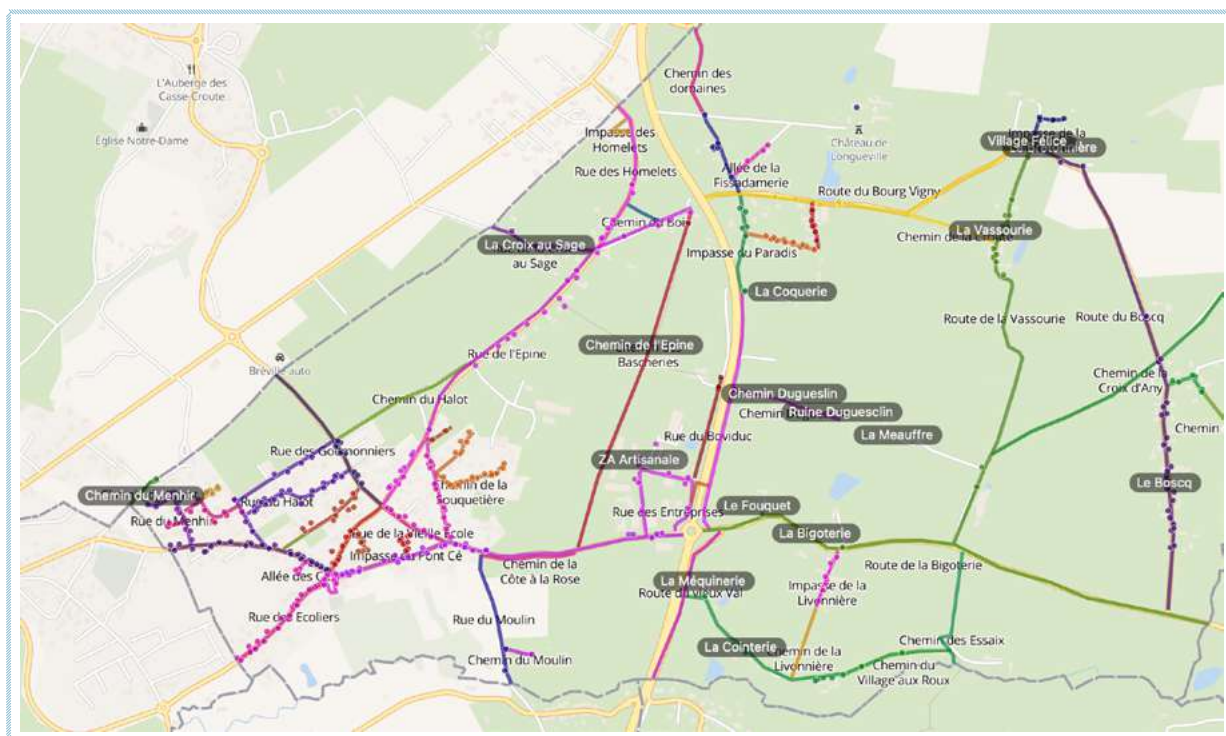 L'Auberge des
Casse-Croute
Église Notre-Dame
Chemin des
domaines
Impasse des
Homelets
Rue des Homelets
Allée de la
Fissadamerie
Château de
Longueville
Impasse de la
Village Félice
Route du Bourg Vigny
Chemin du Bois
La Croix au Sage
au Sage
Impasse du Paradis
La Vassourie
La Coquerie
Route de la Vassourie
Route du Boscq
Rue de l'Epine
Chemin de l'Epine
Bréville auto
Chemin du Halot
Chemin de la
Croix d'Any
Chemin Dugueslin
Ruine Duguesclin
La Meauffre
Chemin
Rue du Boviduc
Rue des Goumonniers
ZA Artisanale
Chemin de la
Souquetière
Chemin du Menhir
Rue du Menhir
Rue du Halot
Le Boscq
Le Fouquet
Rue des Entreprises
La Bigoterie
Rue de la Vieille Ecole
Impasse du Pont Cé
Chemin de la
Côte à la Rose
Route de la Bigoterie
La Méquinerie
Route du Vieux Val
Impasse de la
Livonnière
Rue des Ecoliers
Rue du Moulin
Chemin du Moulin
La Cointerie
Chemin de la
Livonnière
Chemin des Essaix
Chemin du
Village aux Roux